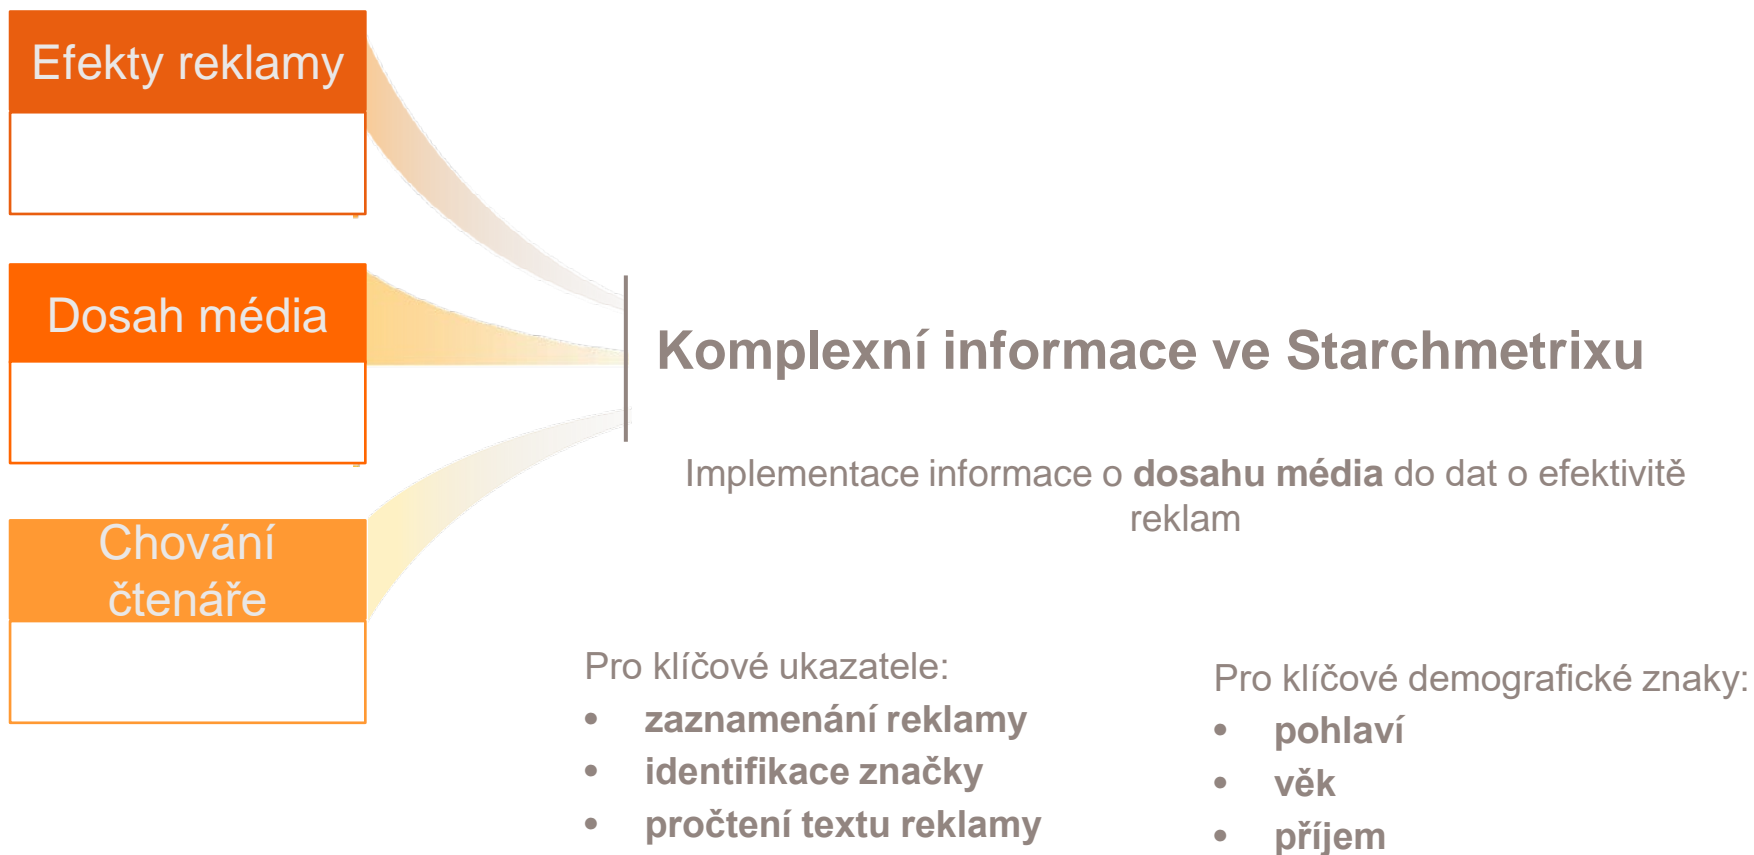 Efekty reklamy
Dosah média
Chování
čtenáře
Komplexní informace ve Starchmetrixu
Implementace informace o dosahu média do dat o efektivitě
reklam
Pro klíčové ukazatele:
• zaznamenání reklamy
• identifikace značky
• pročtení textu reklamy
Pro klíčové demografické znaky:
• pohlaví
• věk
• příjem